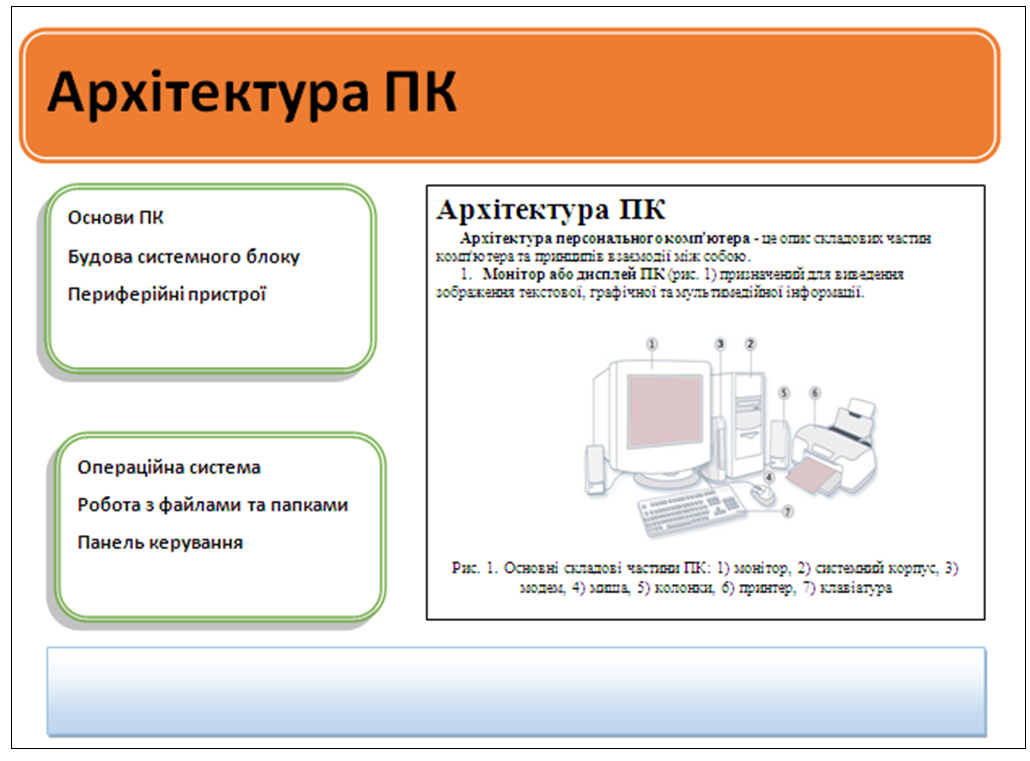 Архітектура ПК
Основи ПК
Будова системного блоку
Периферійні пристрої
Операційна система
Робота з файлами та папками
Панель керування
Архітектура ПК
Архітектура персонального комп'ютера - це опис складових частин
комп'ютера та принципів взаємодії між собою.
1. Монітор або дисплей ПК (рис. 1) призначений для виведення
зображення текстової, графічної та мультимедійної інформації.
1
3
2
5
6
4
7
Рис. 1. Основні складові частини ПК: 1) монітор, 2) системний корпус, 3)
модем, 4) миша, 5) колонки, 6) принтер, 7) клавіатура